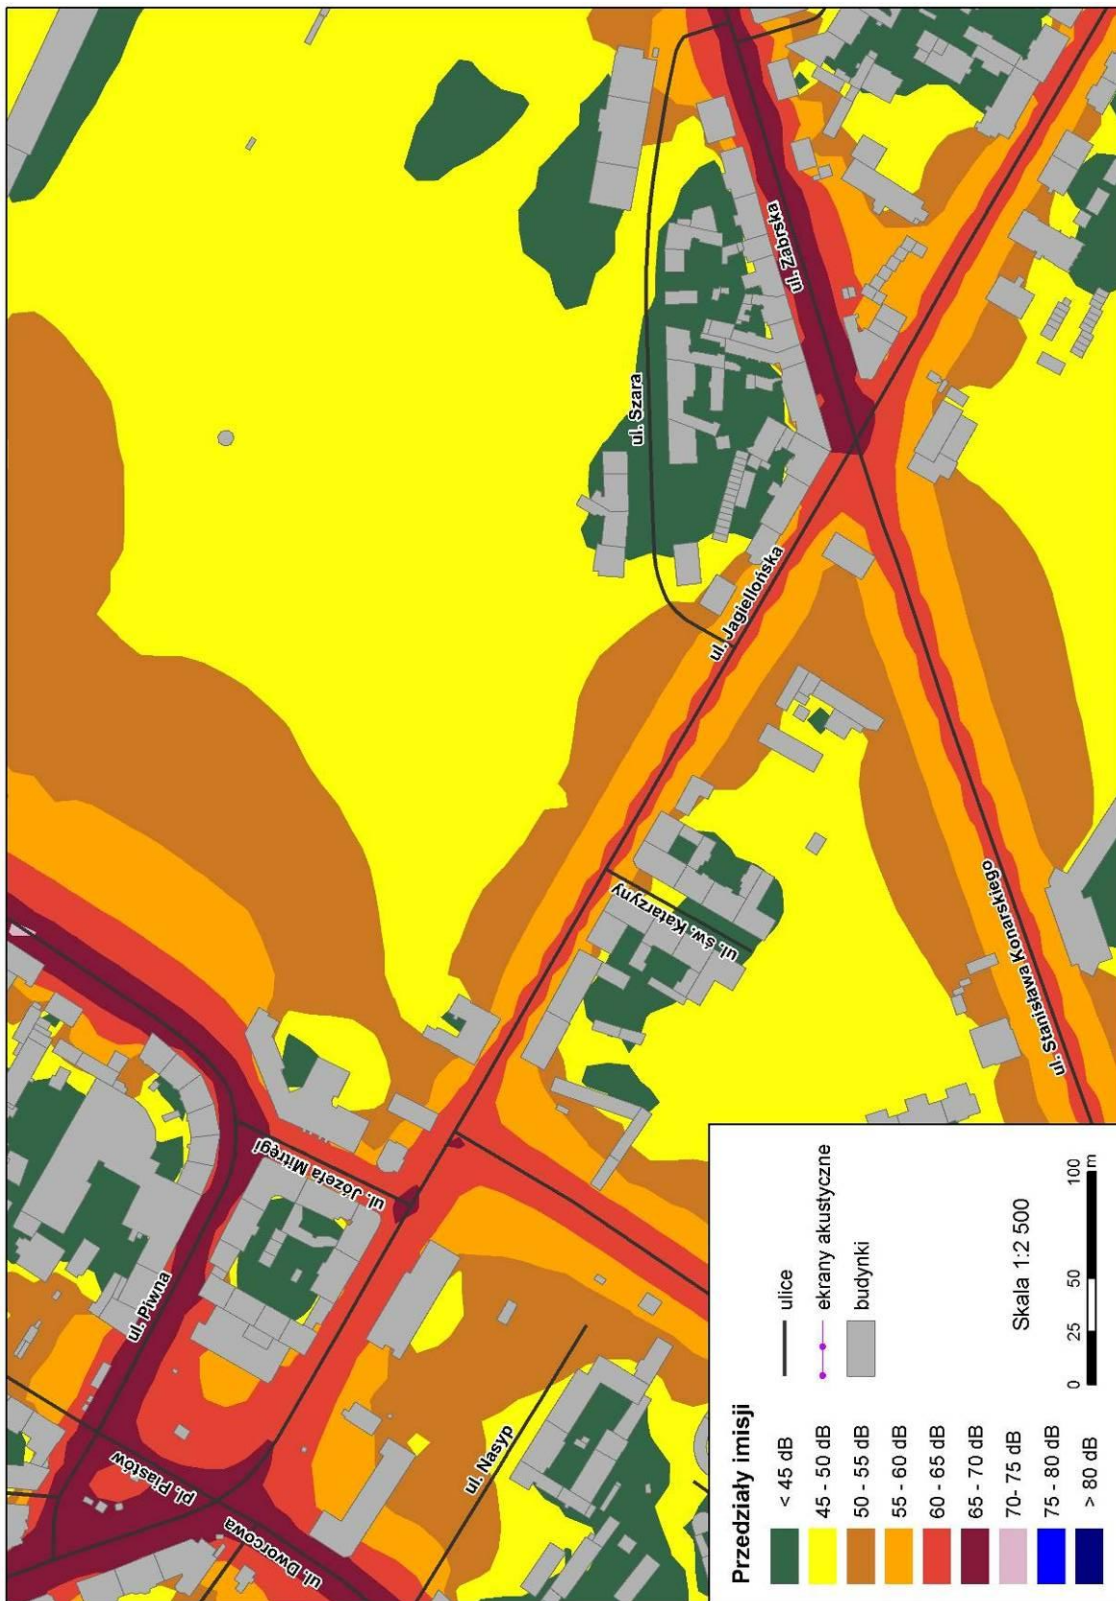 ul. Piwna
pl. Piastów
ul. Dworcowa
ul. Józefa Mitręgi
ul. Nasyp
ul. św. Katarzyny
ul. Jagiellońska
ul. Szara
ul. Zabrska
ul. Stanisława Konarskiego
Przedziały imisji
< 45 dB
45 - 50 dB
50 - 55 dB
55 - 60 dB
60 - 65 dB
65 - 70 dB
70- 75 dB
75 - 80 dB
> 80 dB
ulice
ekrany akustyczne
budynki
Skala 1:2 500
0 25 50 100
m